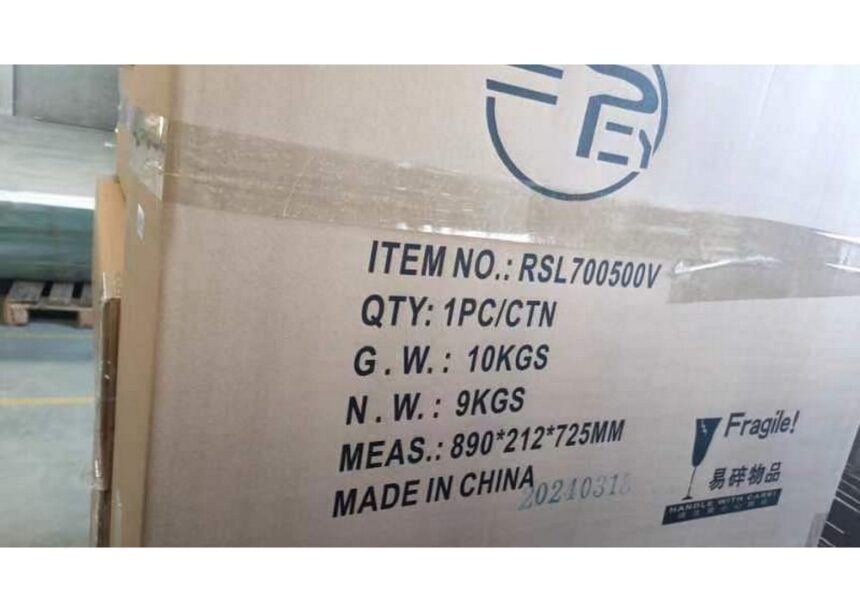 ITEM NO.: RSL700500V
QTY: 1PC/CTN
G.W.: 10KGS
N.W.: 9KGS
MEAS.: 890*212*725MM
MADE IN CHINA
Fragile!
易碎物品
HANDLE WITH CARE!